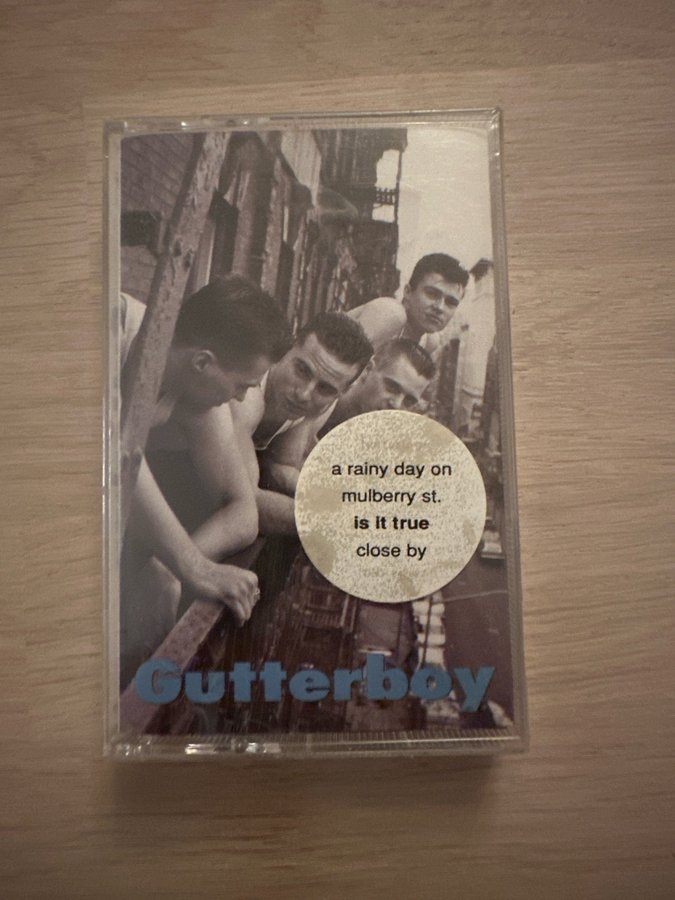 a rainy day on
mulberry st.
is it true
close by
Gutterboy